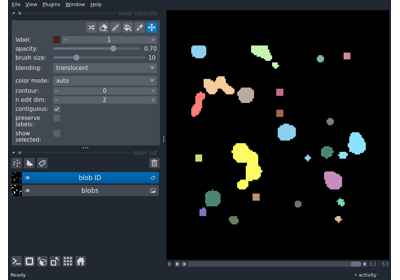 File View Plugins Window Help
layer controls
label: 1
opacity: 0.70
brush size: 10
blending: translucent
color mode: auto
contour: 0
n edit dim: 2
contiguous:
preserve
labels:
show
selected:
layer list
blob ID
blobs
63 63
Ready
activity